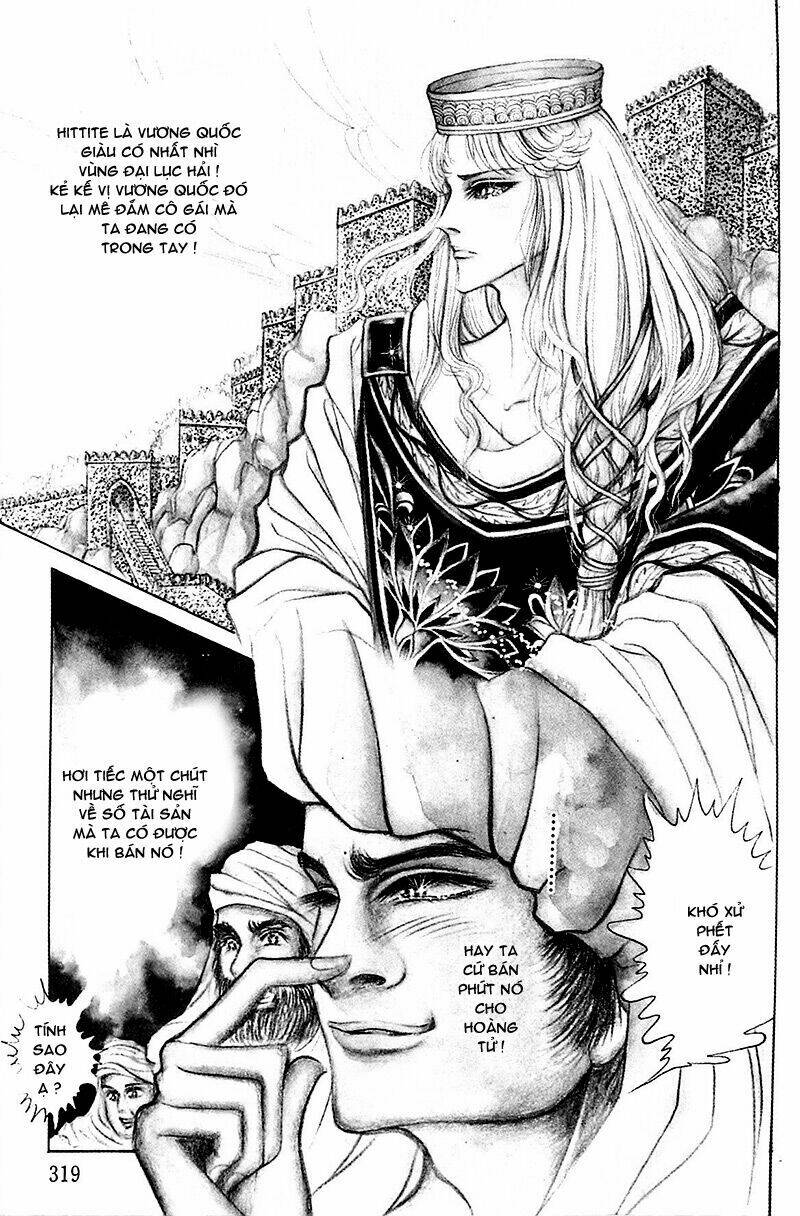 HITTITE LÀ VƯƠNG QUỐC
GIÀU CÓ NHẤT NHÌ
VÙNG ĐẠI LỤC HẢI !
KẺ KẾ VỊ VƯƠNG QUỐC ĐÓ
LẠI MÊ ĐẮM CÔ GÁI MÀ
TA ĐANG CÓ
TRONG TAY !
KHÓ XỬ
PHẾT
ĐẤY
NHỈ !
HAY TA
CỨ BÁN
PHỨT NÓ
CHO
HOÀNG
TỬ !
HƠI TIẾC MỘT CHÚT
NHƯNG THỬ NGHĨ
VỀ SỐ TÀI SẢN
MÀ TA CÓ ĐƯỢC
KHI BÁN NÓ !
TÍNH
SAO
ĐÂY
Ạ ?
319